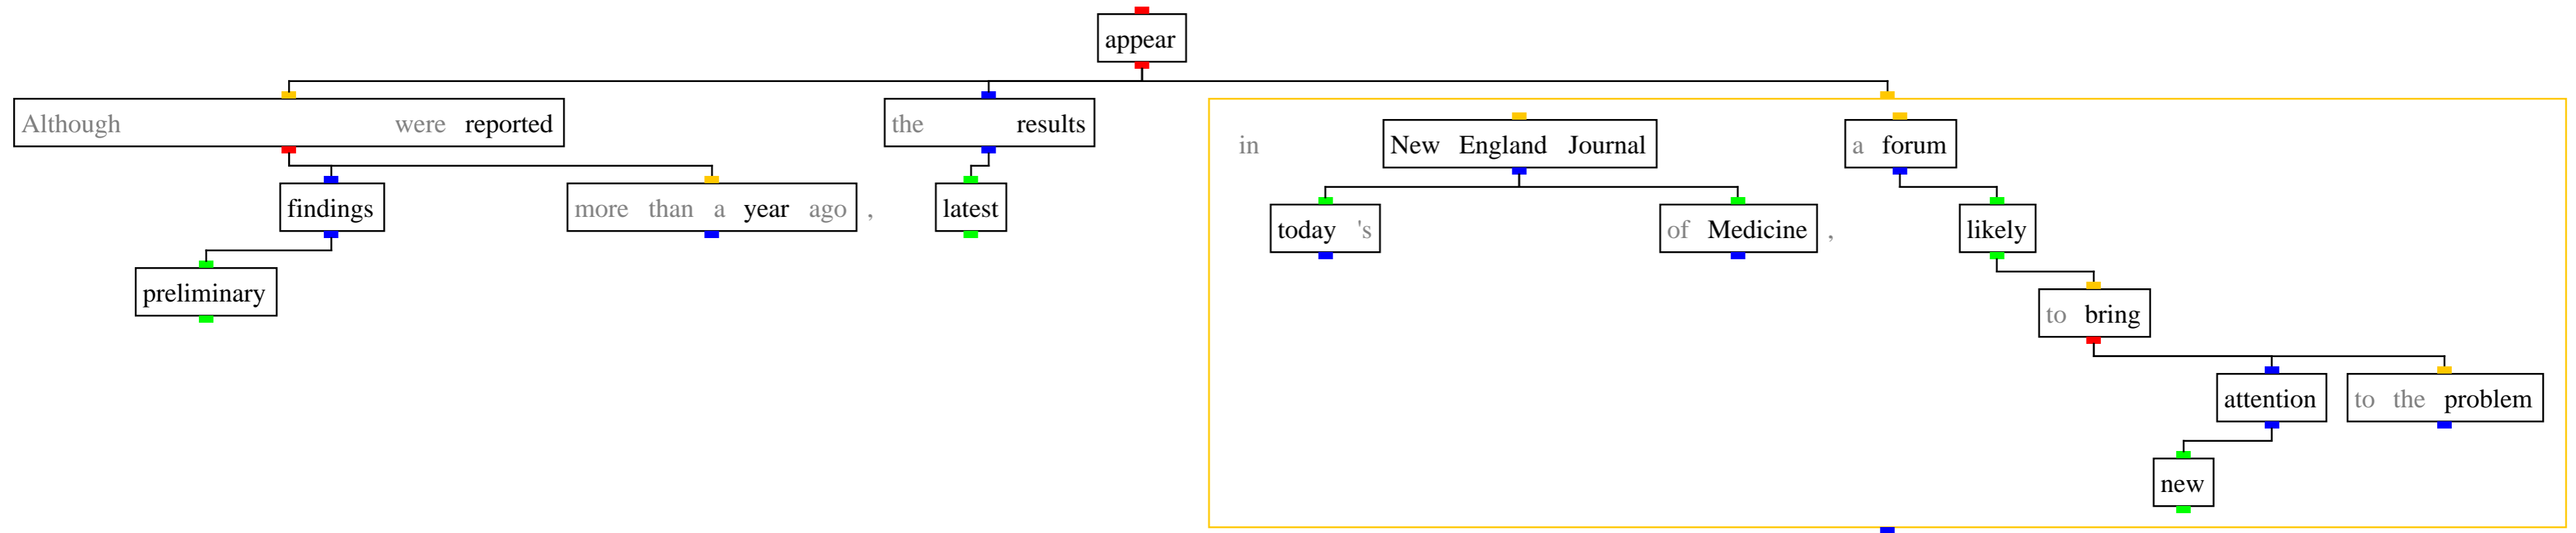 appear
Although were reported the results
in New England Journal a forum
findings more than a year ago , latest
today 's of Medicine , likely
preliminary
to bring
attention to the problem
new